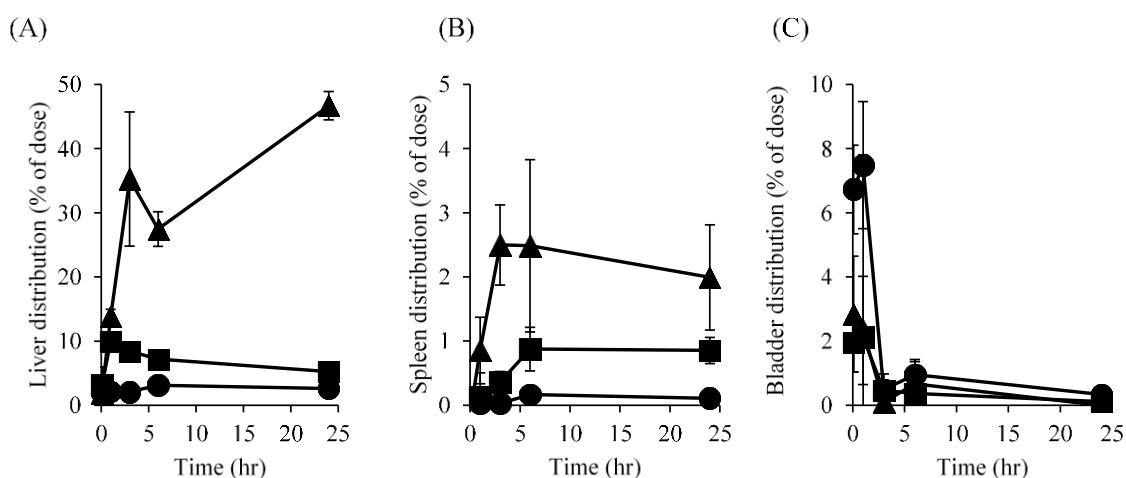 (A)
(B)
(C)
Liver distribution (% of dose)
50
40
30
20
10
0
0 5 10 15 20 25
Time (hr)
Spleen distribution (% of dose)
5
4
3
2
1
0
0 5 10 15 20 25
Time (hr)
Bladder distribution (% of dose)
10
8
6
4
2
0
0 5 10 15 20 25
Time (hr)